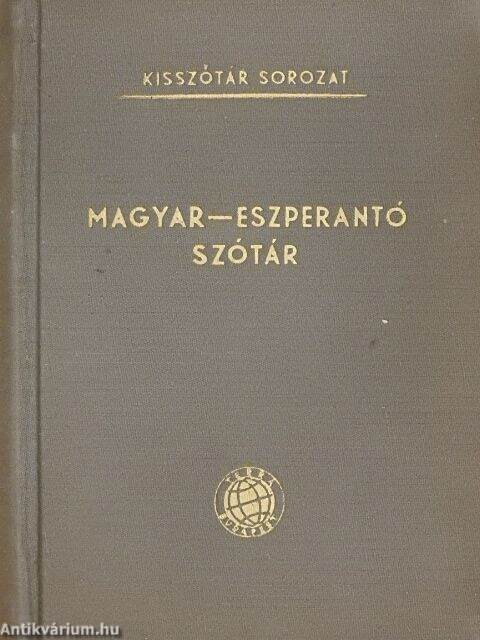 KISSZÓTÁR SOROZAT
MAGYAR—ESZPERANTÓ
SZÓTÁR
TERRA
BUDAPEST
Antikvárium.hu